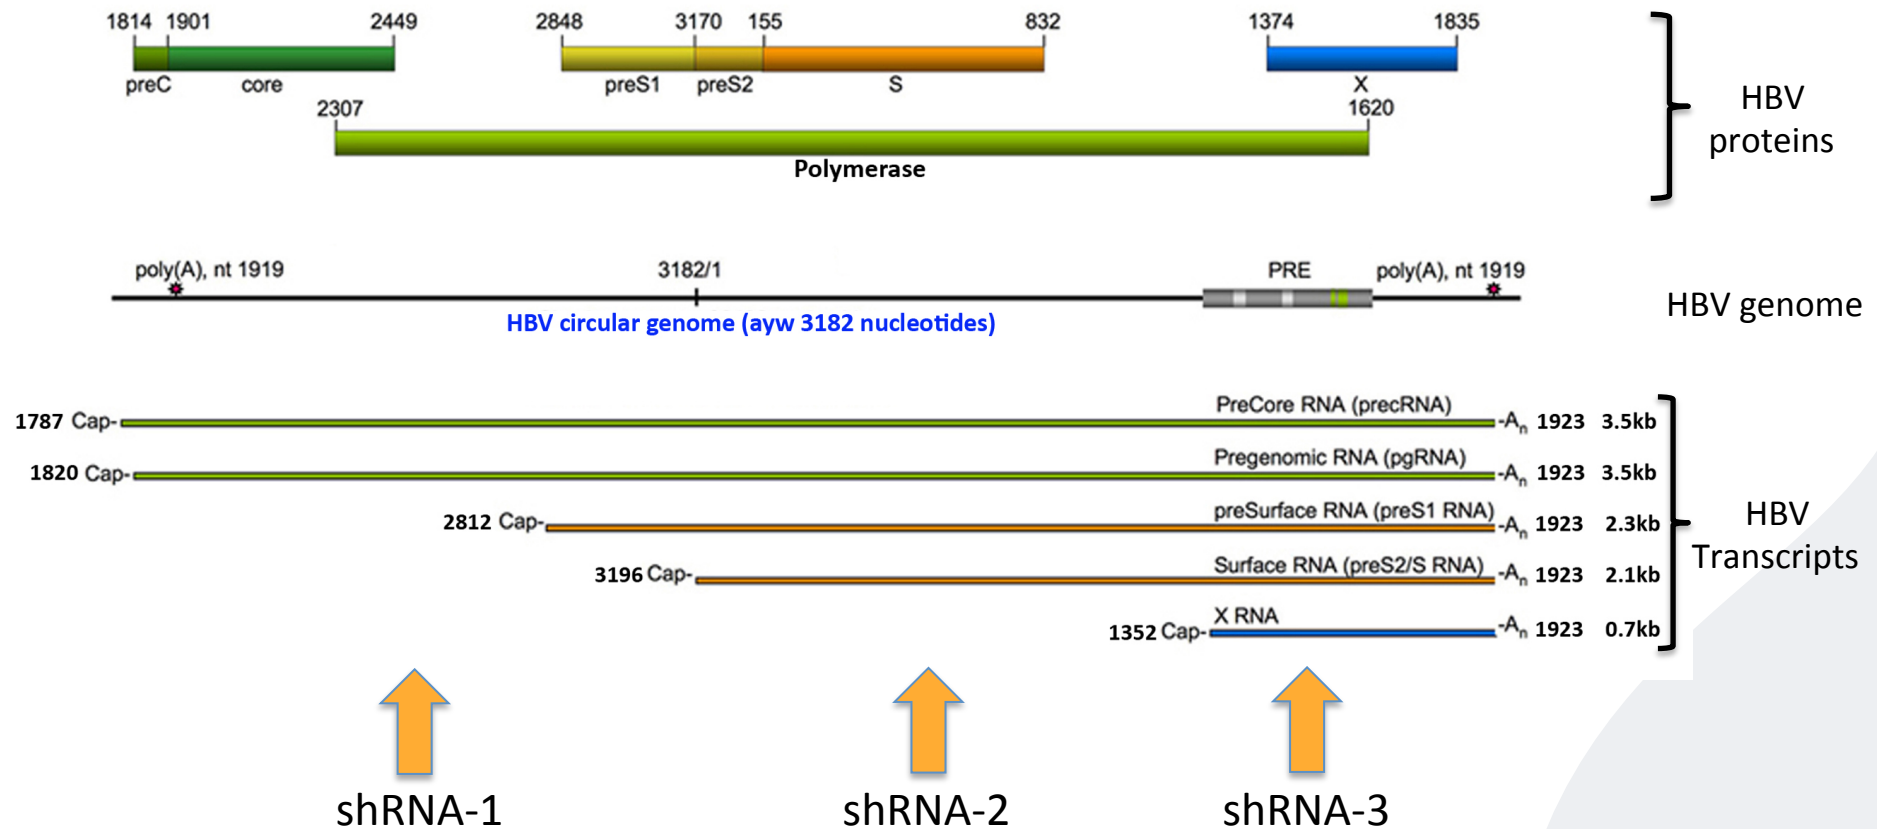 1814 1901 2449 2848 3170 155 832 1374 1835
preC core preS1 preS2 S X
2307 1620
Polymerase
HBV
proteins
poly(A), nt 1919 3182/1 PRE poly(A), nt 1919
HBV circular genome (ayw 3182 nucleotides)
HBV genome
PreCore RNA (precRNA)
1787 Cap- -An 1923 3.5kb
Pregenomic RNA (pgRNA)
1820 Cap- -An 1923 3.5kb
preSurface RNA (preS1 RNA)
2812 Cap- -An 1923 2.3kb
Surface RNA (preS2/S RNA)
3196 Cap- -An 1923 2.1kb
X RNA
1352 Cap- -An 1923 0.7kb
HBV
Transcripts
shRNA-1 shRNA-2 shRNA-3